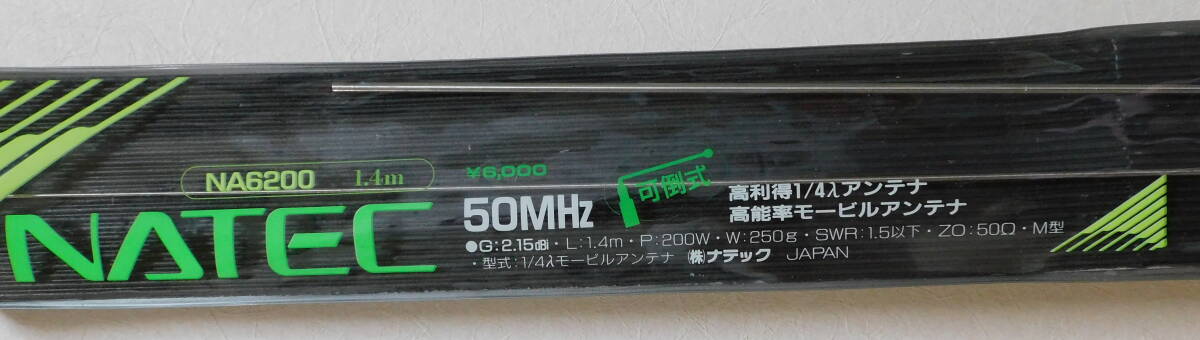 NA6200 1.4m ¥6,000
NATEC
50MHz
可倒式
高利得1/4λアンテナ
高能率モービルアンテナ
●G:2.15dBi・L:1.4m・P:200W・W:250g・SWR:1.5以下・ZO:50Ω・M型
・型式:1/4λモービルアンテナ ㈱ナテック JAPAN